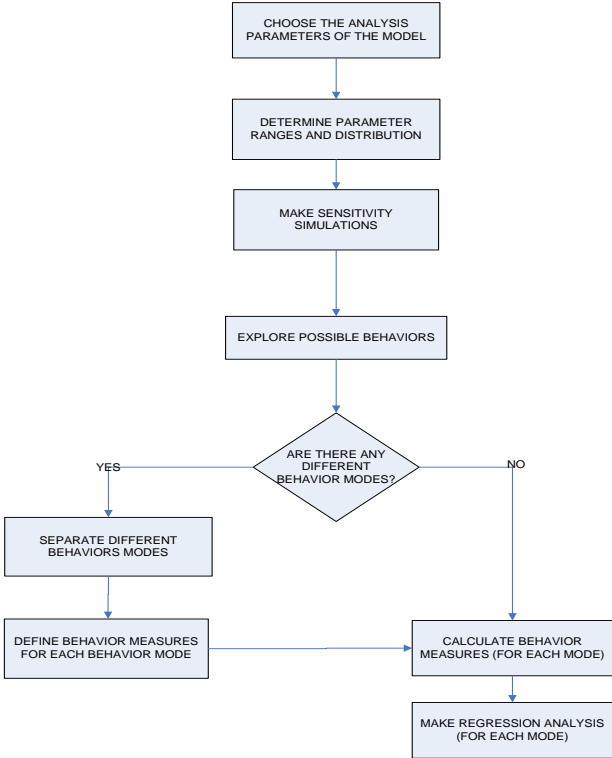 CHOOSE THE ANALYSIS
PARAMETERS OF THE MODEL
DETERMINE PARAMETER
RANGES AND DISTRIBUTION
MAKE SENSITIVITY
SIMULATIONS
EXPLORE POSSIBLE BEHAVIORS
ARE THERE ANY
DIFFERENT
BEHAVIOR MODES?
YES
NO
SEPARATE DIFFERENT
BEHAVIORS MODES
DEFINE BEHAVIOR MEASURES
FOR EACH BEHAVIOR MODE
CALCULATE BEHAVIOR
MEASURES (FOR EACH MODE)
MAKE REGRESSION ANALYSIS
(FOR EACH MODE)